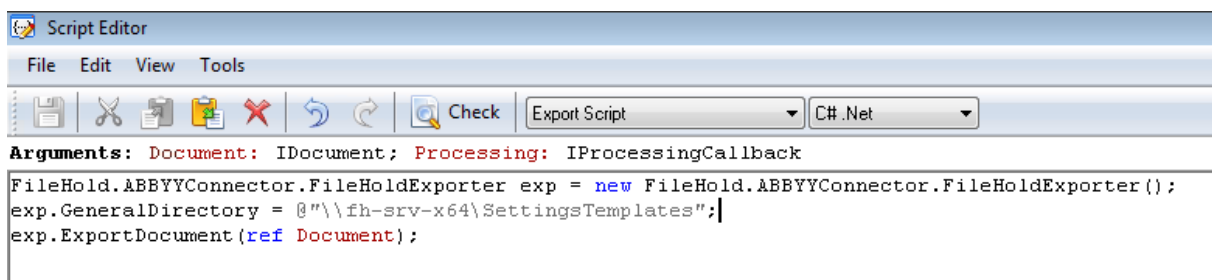 Script Editor
File Edit View Tools
Check Export Script C# .Net
Arguments: Document: IDocument; Processing: IProcessingCallback
FileHold.ABBYYConnector.FileHoldExporter exp = new FileHold.ABBYYConnector.FileHoldExporter();
exp.GeneralDirectory = @"\\fh-srv-x64\SettingsTemplates";
exp.ExportDocument(ref Document);